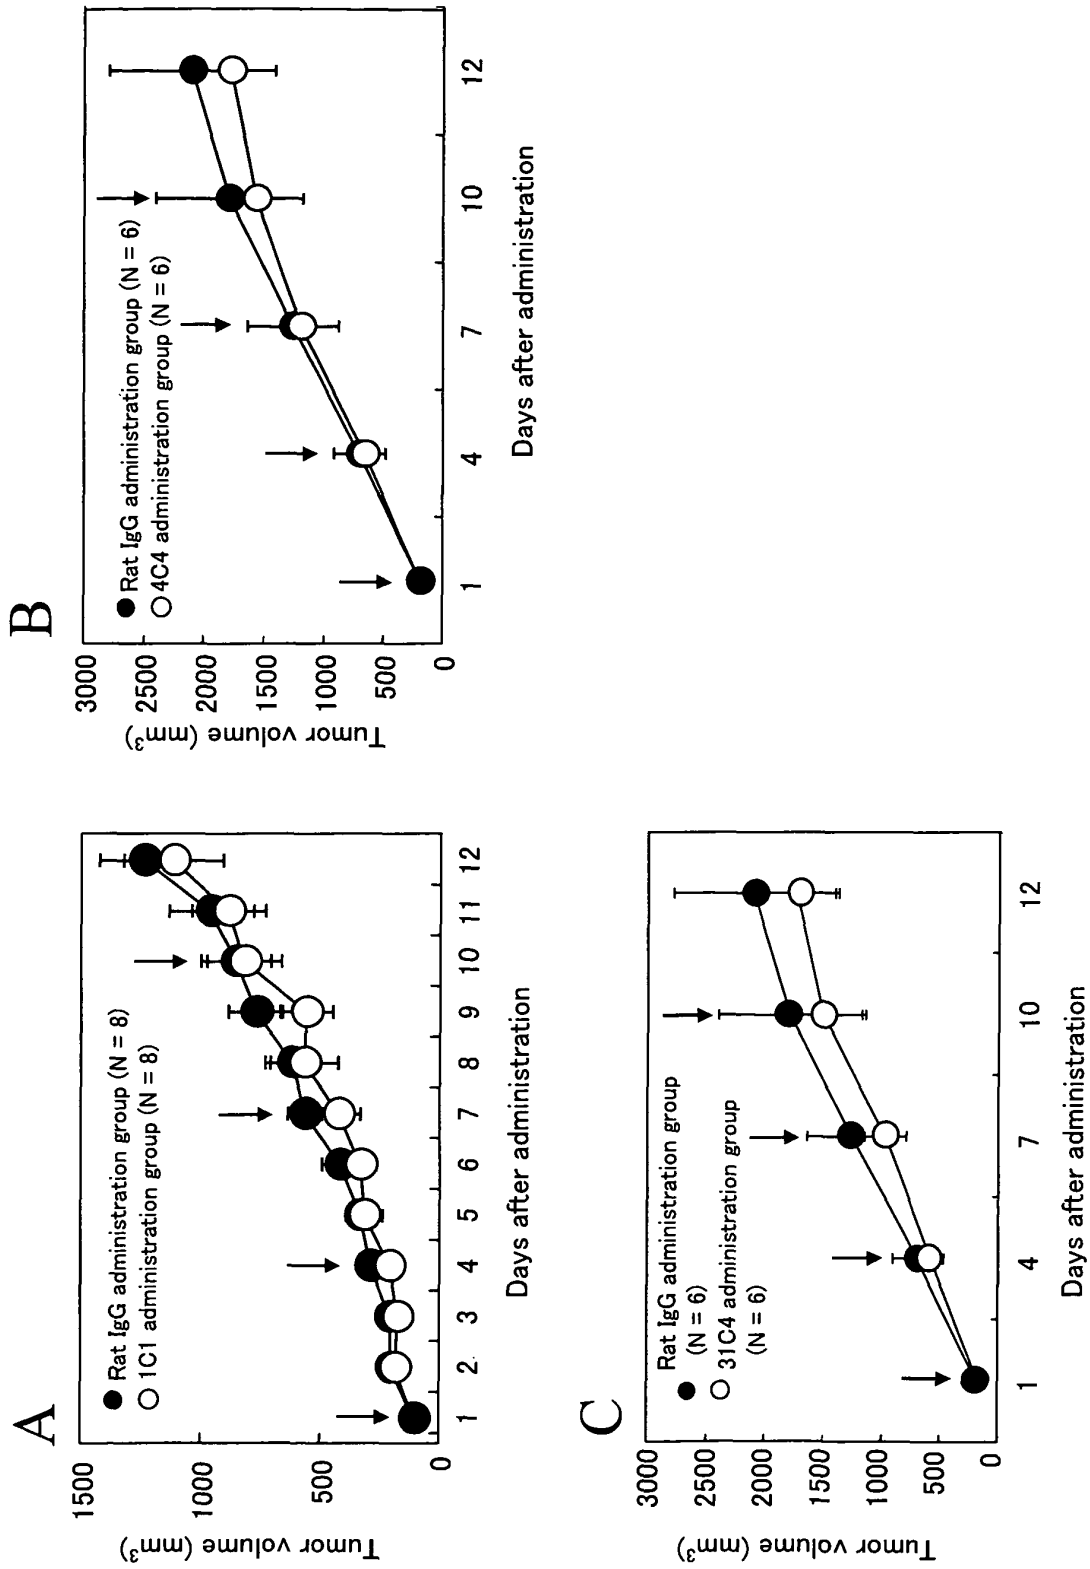 A
Tumor volume (mm³)
1500
1000
500
0
● Rat IgG administration group (N = 8)
○ 1C1 administration group (N = 8)
1 2 3 4 5 6 7 8 9 10 11 12
Days after administration
B
Tumor volume (mm³)
3000
2500
2000
1500
1000
500
0
● Rat IgG administration group (N = 6)
○ 4C4 administration group (N = 6)
1 4 7 10 12
Days after administration
C
Tumor volume (mm³)
3000
2500
2000
1500
1000
500
0
● Rat IgG administration group
(N = 6)
○ 31C4 administration group
(N = 6)
1 4 7 10 12
Days after administration